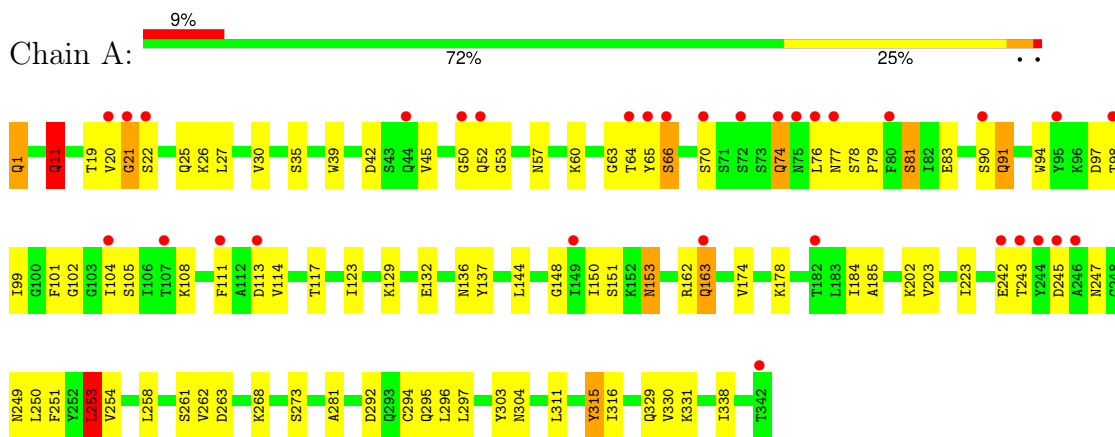 9%
Chain A:
72% 25% . .
Q1 Q11 T19 V20 G21 S22 Q25 K26 L27 V30 S35 W39 D42 S43 Q44 V45 G50 Q52 G53 N57 K60 G63 T64 Y65 S66 S70 S71 S72 S73 Q74 N75 L76 N77 S78 P79 F80 S81 I82 E83 S90 Q91 W94 Y95 K96 D97 T98
I99 G100 F101 G102 G103 I104 S105 I106 T107 K108 F111 A112 D113 V114 T117 I123 K129 E132 N136 Y137 L144 G148 I149 I150 S151 K152 N153 R162 Q163 V174 K178 T182 L183 I184 A185 K202 V203 I223 E242 T243 Y244 D245 A246 N247 G248
N249 L250 F251 Y252 L253 V254 L258 S261 V262 D263 K268 S273 A281 D292 Q293 C294 Q295 L296 L297 Y303 N304 L311 Y315 I316 Q329 V330 K331 I338 T342